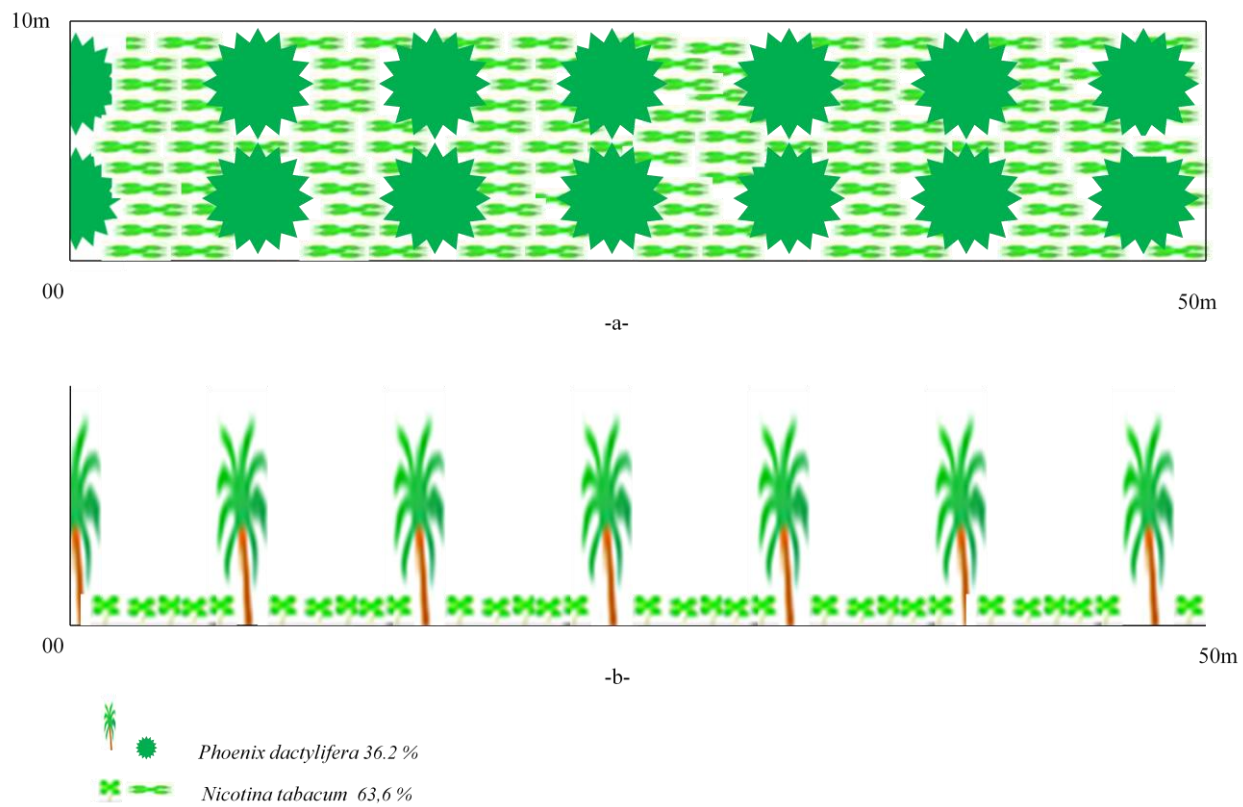 10m
00
50m
-a-
00
50m
-b-
Phoenix dactylifera 36.2 %
Nicotina tabacum 63,6 %